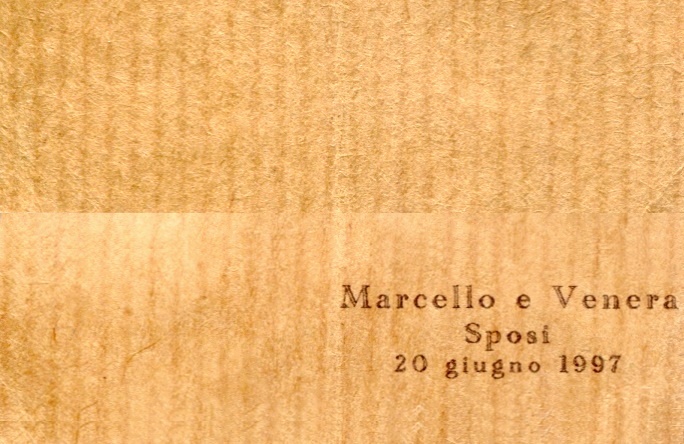 Marcello e Venera
Sposi
20 giugno 1997